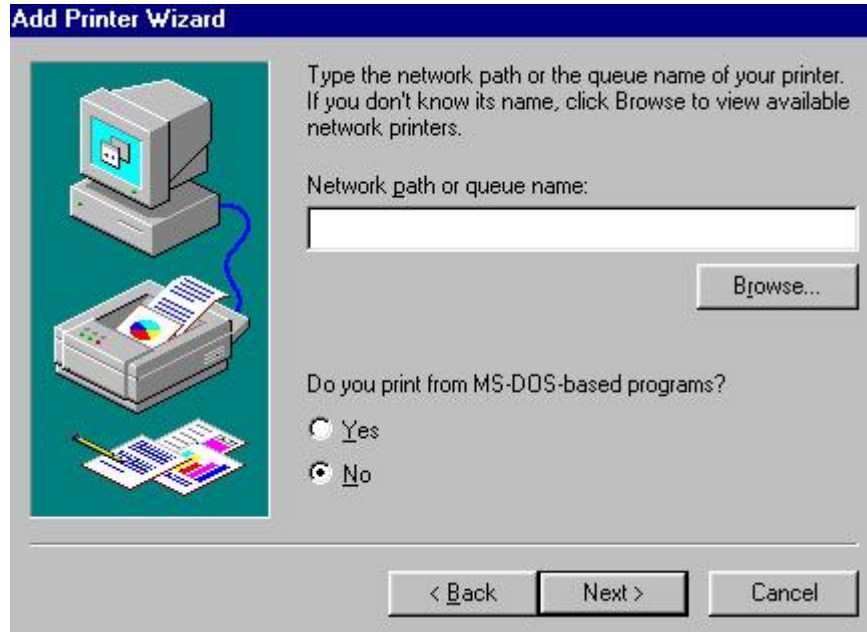 Add Printer Wizard
Type the network path or the queue name of your printer.
If you don't know its name, click Browse to view available
network printers.
Network path or queue name:
Browse...
Do you print from MS-DOS-based programs?
Yes
No
< Back
Next >
Cancel